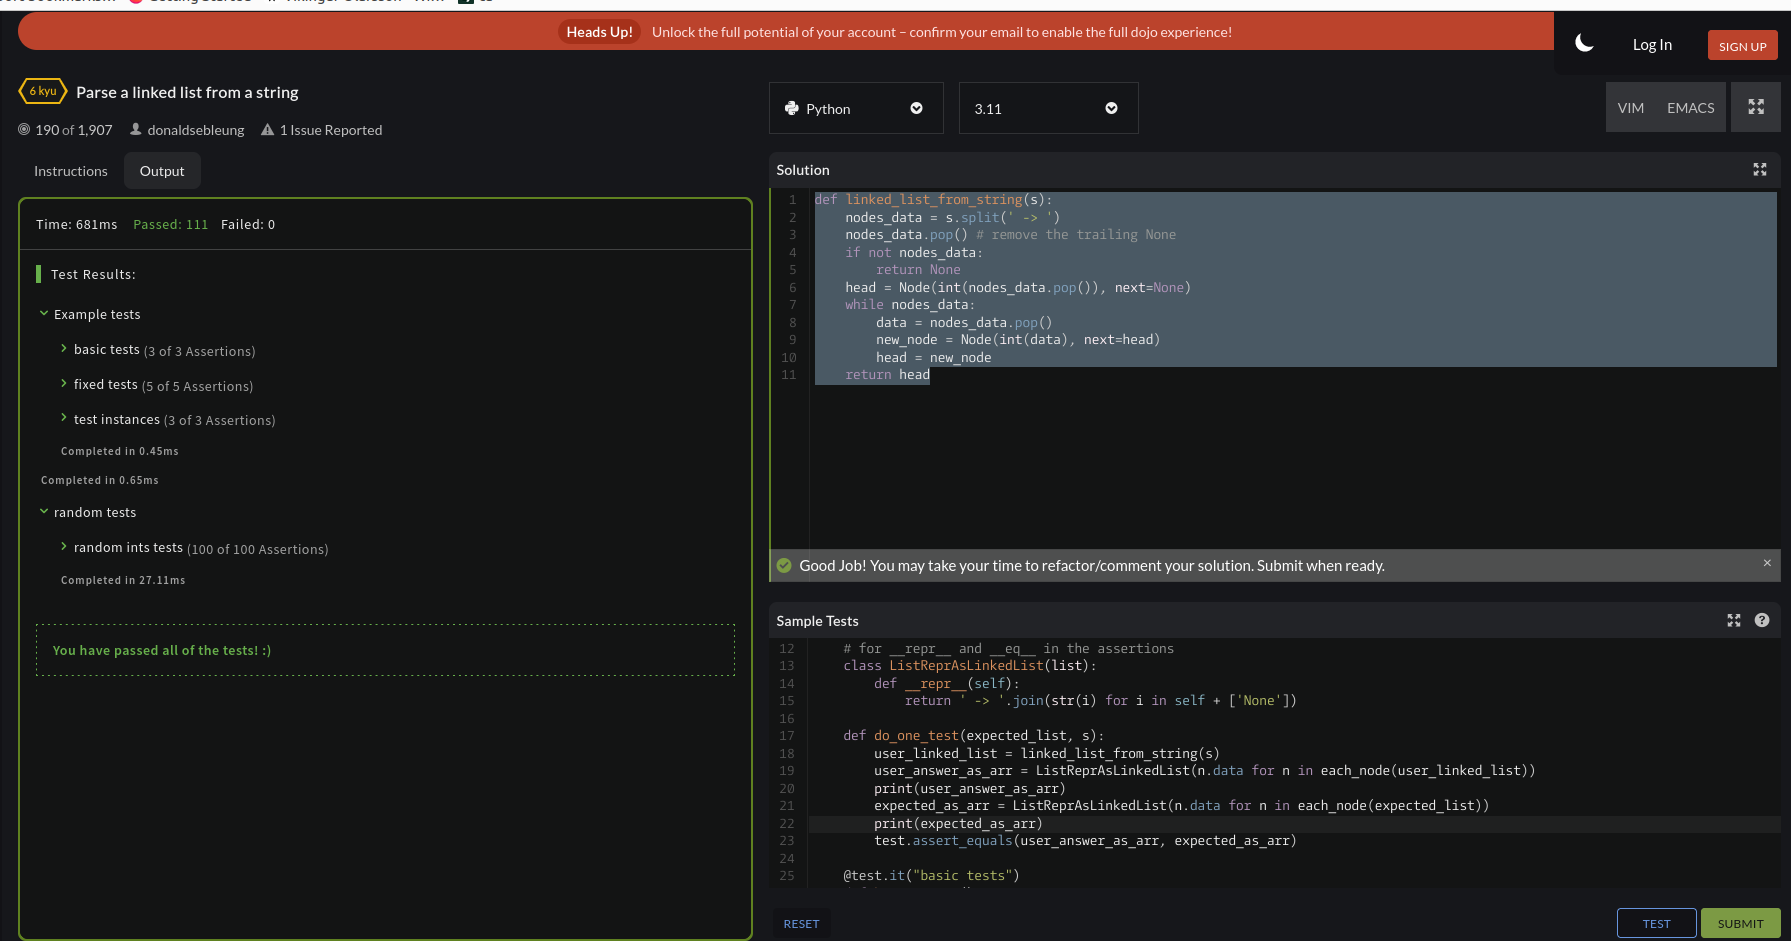 Heads Up! Unlock the full potential of your account – confirm your email to enable the full dojo experience!
Log In
SIGN UP
6 kyu Parse a linked list from a string
190 of 1,907 donaldsebleung 1 Issue Reported
Instructions Output
Time: 681ms Passed: 111 Failed: 0
Test Results:
Example tests
basic tests (3 of 3 Assertions)
fixed tests (5 of 5 Assertions)
test instances (3 of 3 Assertions)
Completed in 0.45ms
Completed in 0.65ms
random tests
random ints tests (100 of 100 Assertions)
Completed in 27.11ms
You have passed all of the tests! :)
Python 3.11 VIM EMACS
Solution
1 def linked_list_from_string(s):
2     nodes_data = s.split(' -> ')
3     nodes_data.pop() # remove the trailing None
4     if not nodes_data:
5         return None
6     head = Node(int(nodes_data.pop()), next=None)
7     while nodes_data:
8         data = nodes_data.pop()
9         new_node = Node(int(data), next=head)
10         head = new_node
11     return head
Good Job! You may take your time to refactor/comment your solution. Submit when ready.
Sample Tests
12     # for __repr__ and __eq__ in the assertions
13     class ListReprAsLinkedList(list):
14         def __repr__(self):
15             return ' -> '.join(str(i) for i in self + ['None'])
16
17     def do_one_test(expected_list, s):
18         user_linked_list = linked_list_from_string(s)
19         user_answer_as_arr = ListReprAsLinkedList(n.data for n in each_node(user_linked_list))
20         print(user_answer_as_arr)
21         expected_as_arr = ListReprAsLinkedList(n.data for n in each_node(expected_list))
22         print(expected_as_arr)
23         test.assert_equals(user_answer_as_arr, expected_as_arr)
24
25     @test.it("basic tests")
RESET TEST SUBMIT